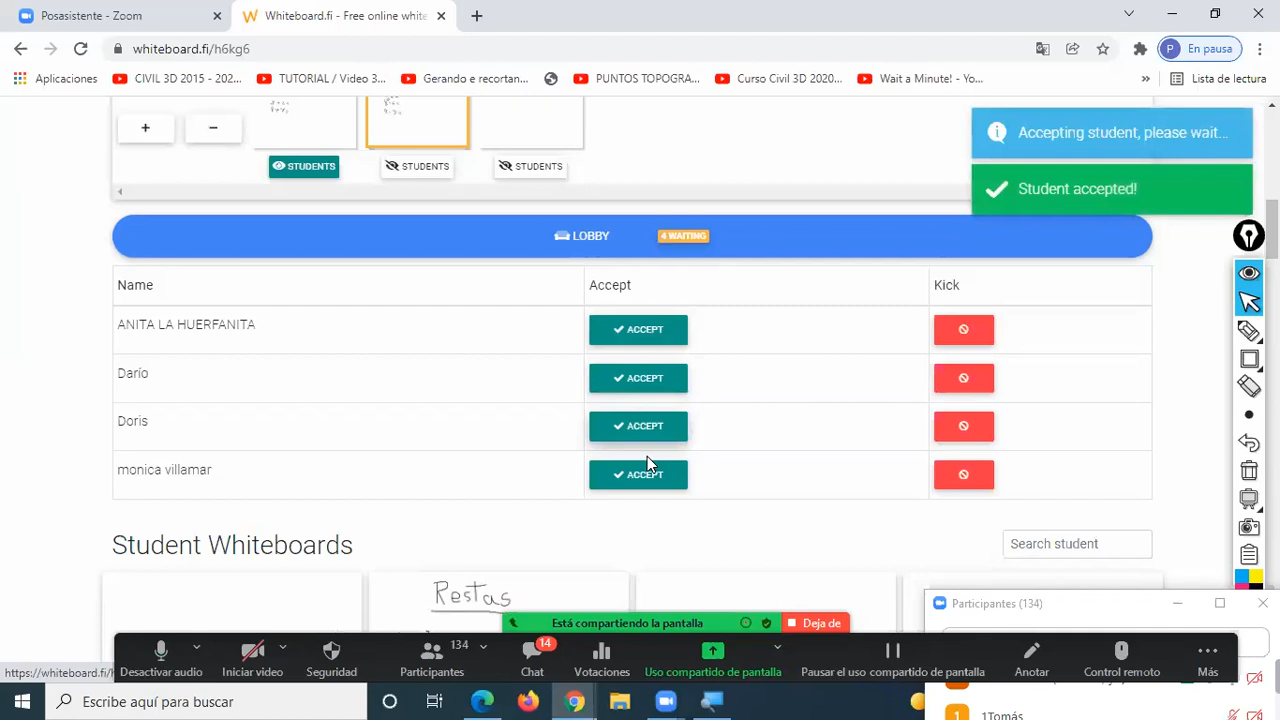 Posasistente - Zoom
Whiteboard.fi - Free online white
whiteboard.fi/h6kg6
En pausa
Aplicaciones
CIVIL 3D 2015 - 202...
TUTORIAL / Video 3...
Gerando e recortan...
PUNTOS TOPOGRA...
Curso Civil 3D 2020...
Wait a Minute! - Yo...
Lista de lectura
+
−
STUDENTS
STUDENTS
STUDENTS
Accepting student, please wait...
Student accepted!
LOBBY
4 WAITING
Name
Accept
Kick
ANITA LA HUERFANITA
ACCEPT
Darío
ACCEPT
Doris
ACCEPT
monica villamar
ACCEPT
Student Whiteboards
Search student
Restas
Participantes (134)
Está compartiendo la pantalla
Deja de
Desactivar audio
Iniciar video
Seguridad
134
Participantes
14
Chat
Votaciones
Uso compartido de pantalla
Pausar el uso compartido de pantalla
Anotar
Control remoto
Más
https://whiteboard.fi/h
Escribe aquí para buscar
1
1Tomás